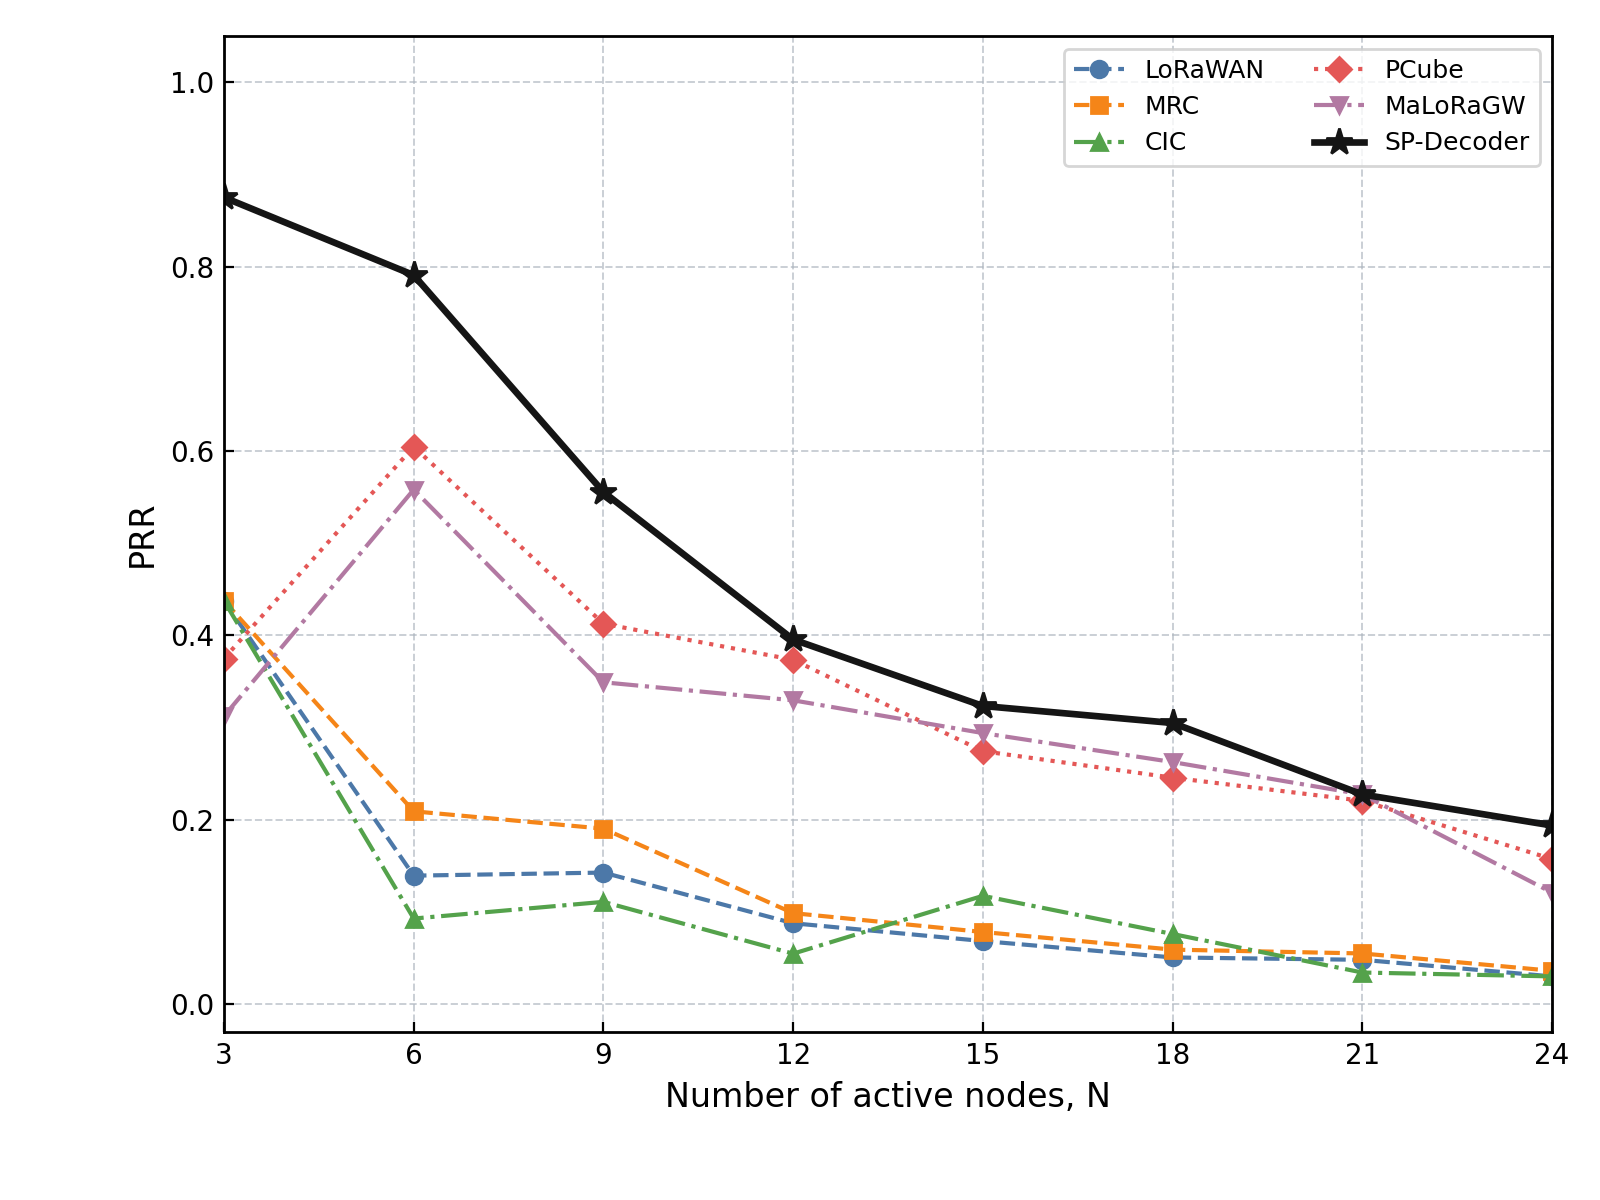 LoRaWAN
MRC
CIC
PCube
MaLoRaGW
SP-Decoder
1.0
0.8
0.6
0.4
0.2
0.0
PRR
3 6 9 12 15 18 21 24
Number of active nodes, N